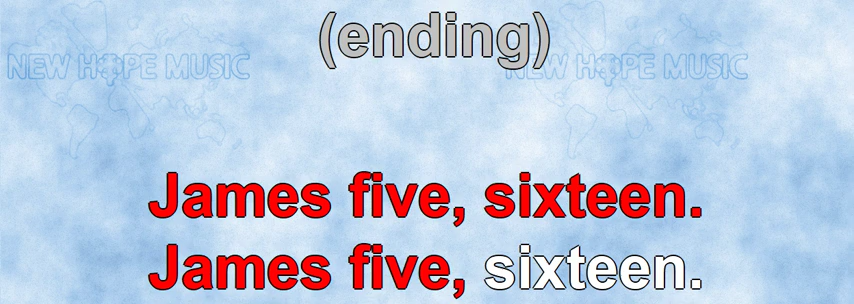 (ending)
NEW HOPE MUSIC NEW HOPE MUSIC
James five, sixteen.
James five, sixteen.